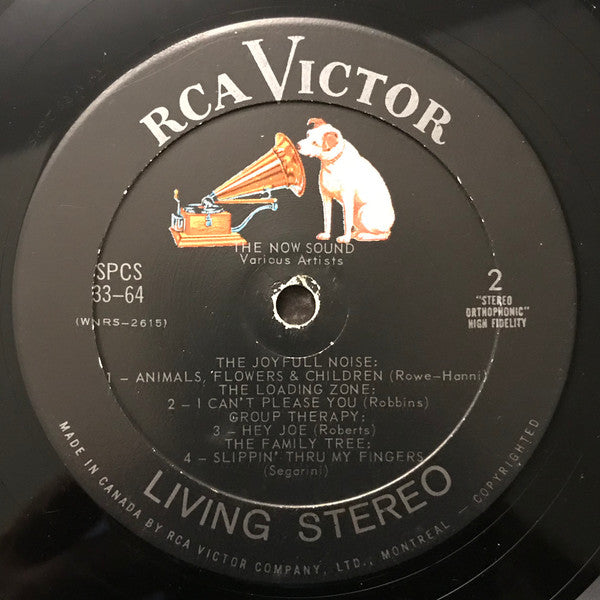 RCA VICTOR
THE NOW SOUND
Various Artists
SPCS
33-64
(WNRS-2615)
2
"STEREO
ORTHOPHONIC"
HIGH FIDELITY
THE JOYFULL NOISE:
1 - ANIMALS, FLOWERS & CHILDREN (Rowe-Hanni)
THE LOADING ZONE:
2 - I CAN'T PLEASE YOU (Robbins)
GROUP THERAPY:
3 - HEY JOE (Roberts)
THE FAMILY TREE:
4 - SLIPPIN' THRU MY FINGERS
(Segarini)
LIVING STEREO
MADE IN CANADA BY RCA VICTOR COMPANY, LTD., MONTREAL - COPYRIGHTED